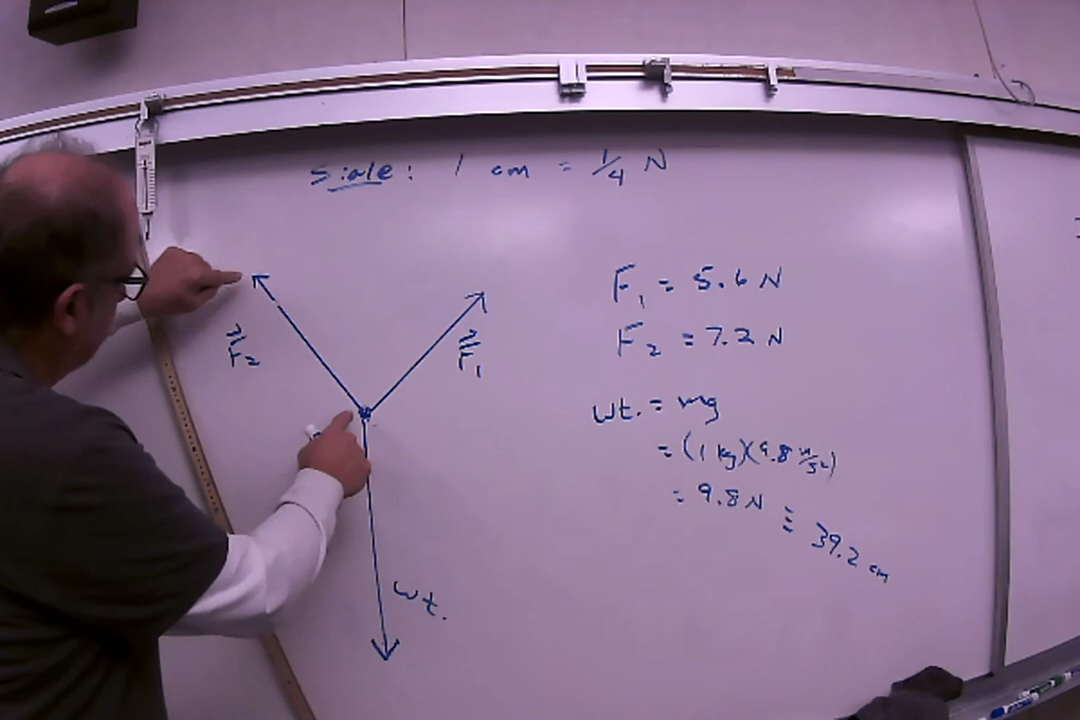 Scale: 1 cm = 1/4 N
F₂
F₁
wt.
F₁ = 5.6 N
F₂ = 7.2 N
wt. = mg
= (1 kg)(9.8 m/s²)
= 9.8 N ≡ 39.2 cm